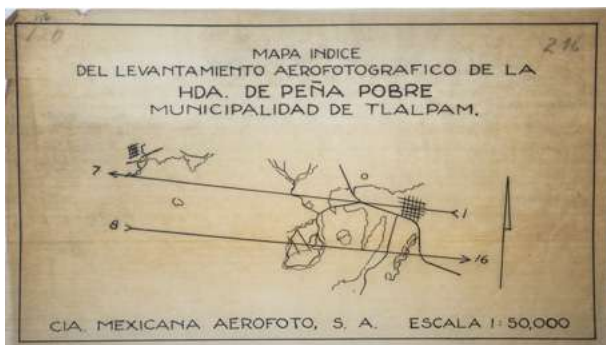 216
MAPA INDICE
DEL LEVANTAMIENTO AEROFOTOGRAFICO DE LA
HDA. DE PEÑA POBRE
MUNICIPALIDAD DE TLALPAM.
7
1
8
16
CIA. MEXICANA AEROFOTO, S. A. ESCALA 1:50,000